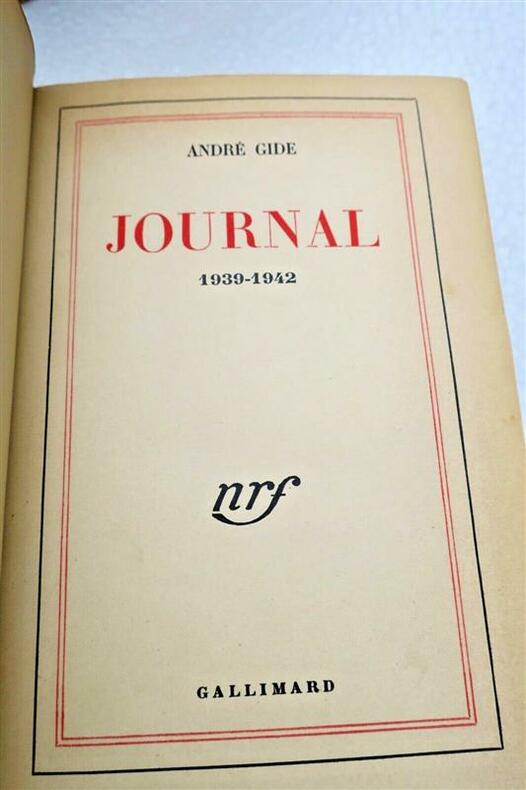 ANDRÉ GIDE
JOURNAL
1939-1942
nrf
GALLIMARD